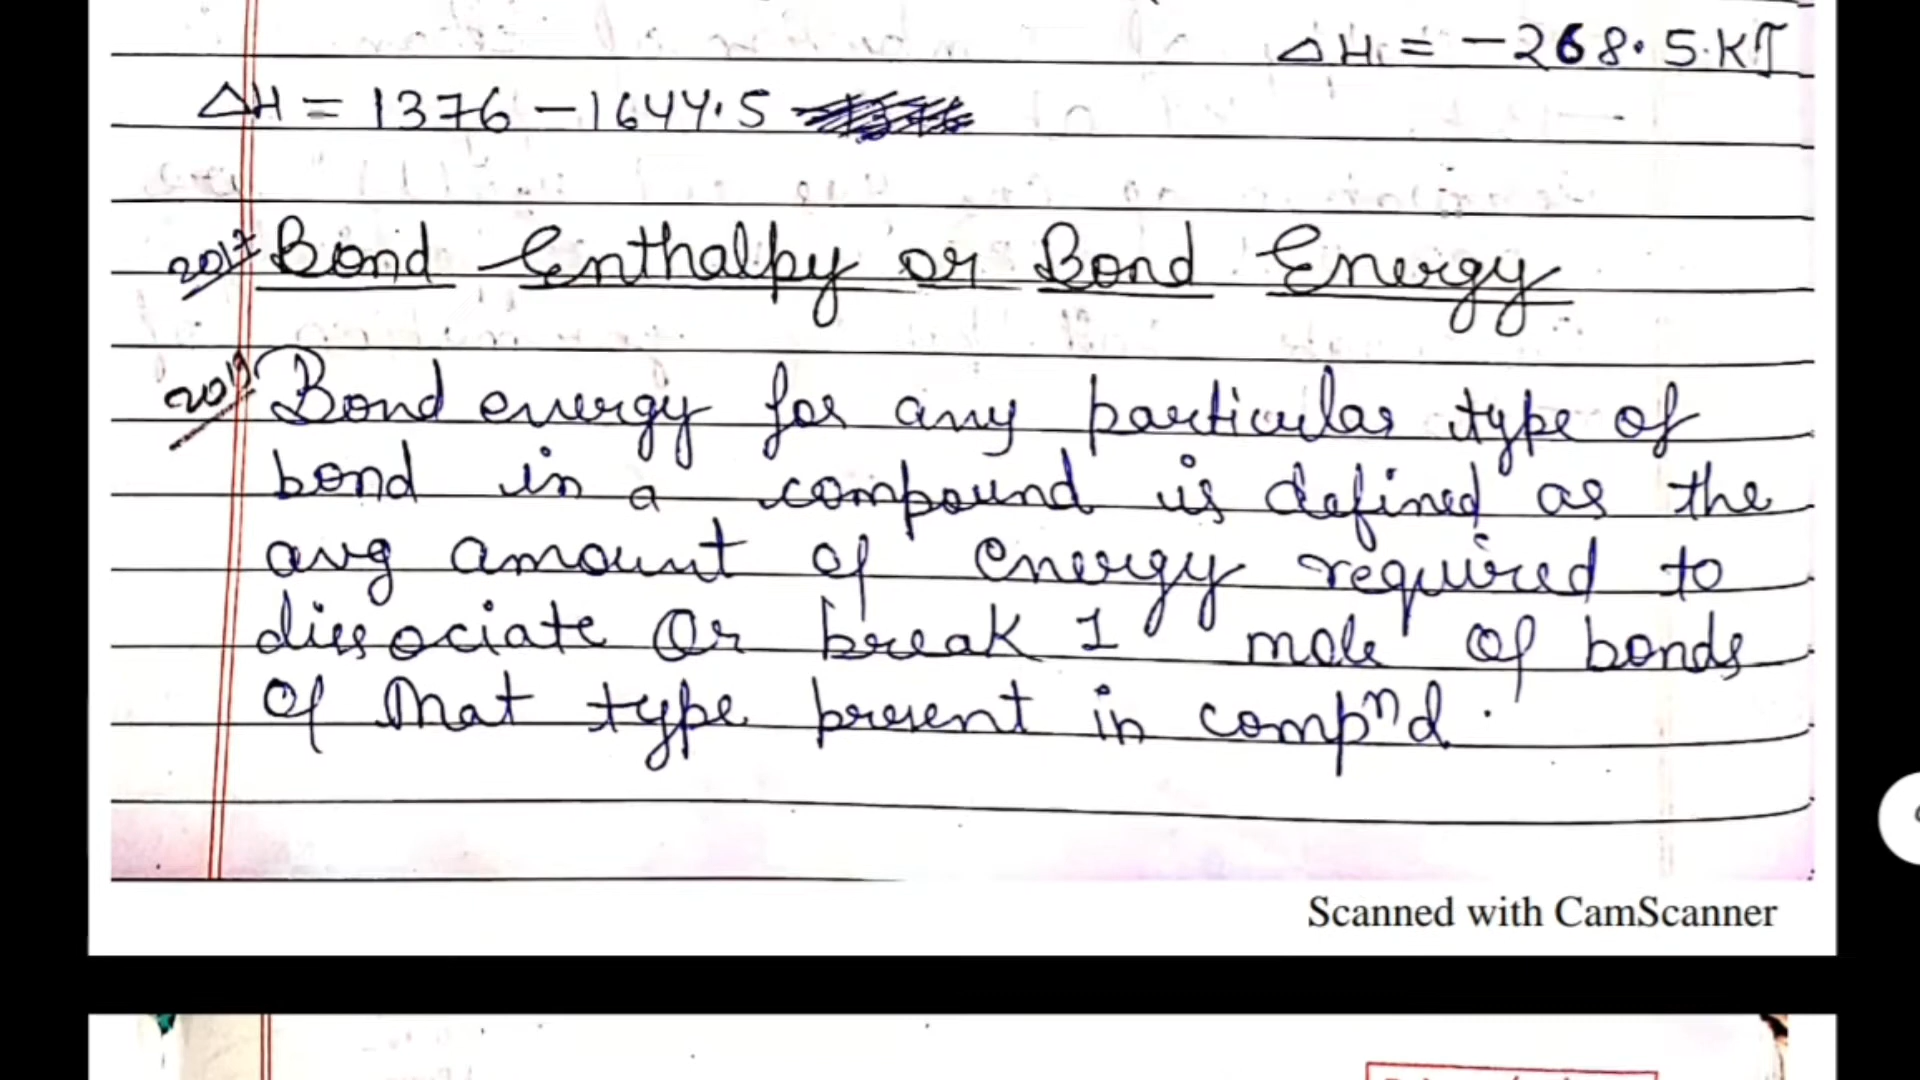 ΔH = -268.5 KJ
ΔH = 1376 - 1644.5
2017 Bond Enthalpy or Bond Energy
Bond energy for any particular type of
bond in a compound is defined as the
avg amount of energy required to
dissociate or break 1 mole of bonds
of that type present in compnd.
Scanned with CamScanner